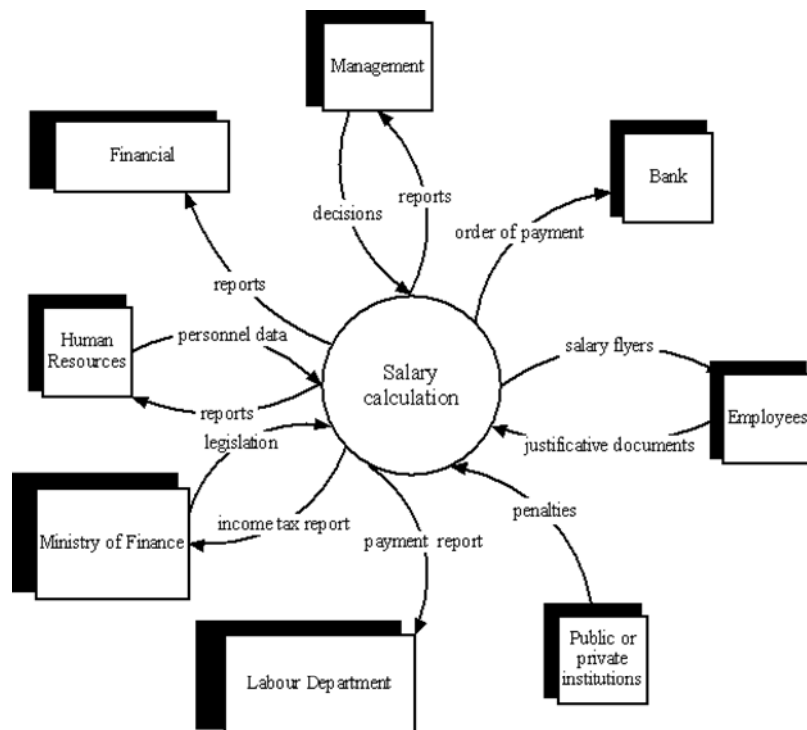 Management
Financial
Bank
decisions
reports
order of payment
reports
Human
Resources
personnel data
Salary
calculation
salary flyers
Employees
reports
legislation
justificative documents
Ministry of Finance
income tax report
payment report
penalties
Public or
private
institutions
Labour Department